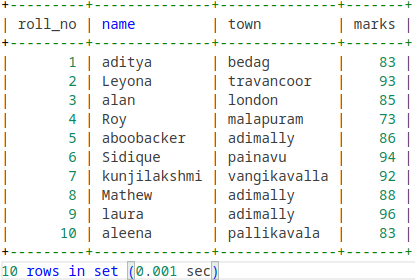 +---------+--------------+--------------+-------+
| roll_no | name         | town         | marks |
+---------+--------------+--------------+-------+
|       1 | aditya       | bedag        |    83 |
|       2 | Leyona       | travancoor   |    93 |
|       3 | alan         | london       |    85 |
|       4 | Roy          | malapuram    |    73 |
|       5 | aboobacker   | adimally     |    86 |
|       6 | Sidique      | painavu      |    94 |
|       7 | kunjilakshmi | vangikavalla |    92 |
|       8 | Mathew       | adimally     |    88 |
|       9 | laura        | adimally     |    96 |
|      10 | aleena       | pallikavala  |    83 |
+---------+--------------+--------------+-------+
10 rows in set (0.001 sec)